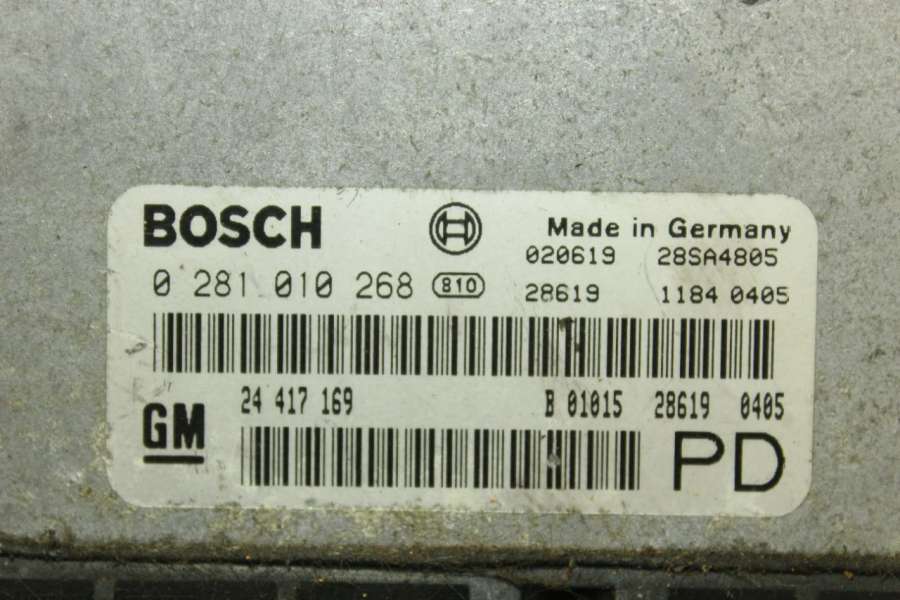 BOSCH Made in Germany
020619 28SA4805
0 281 010 268 810 28619 1184 0405
24 417 169 B 01015 28619 0405
GM PD